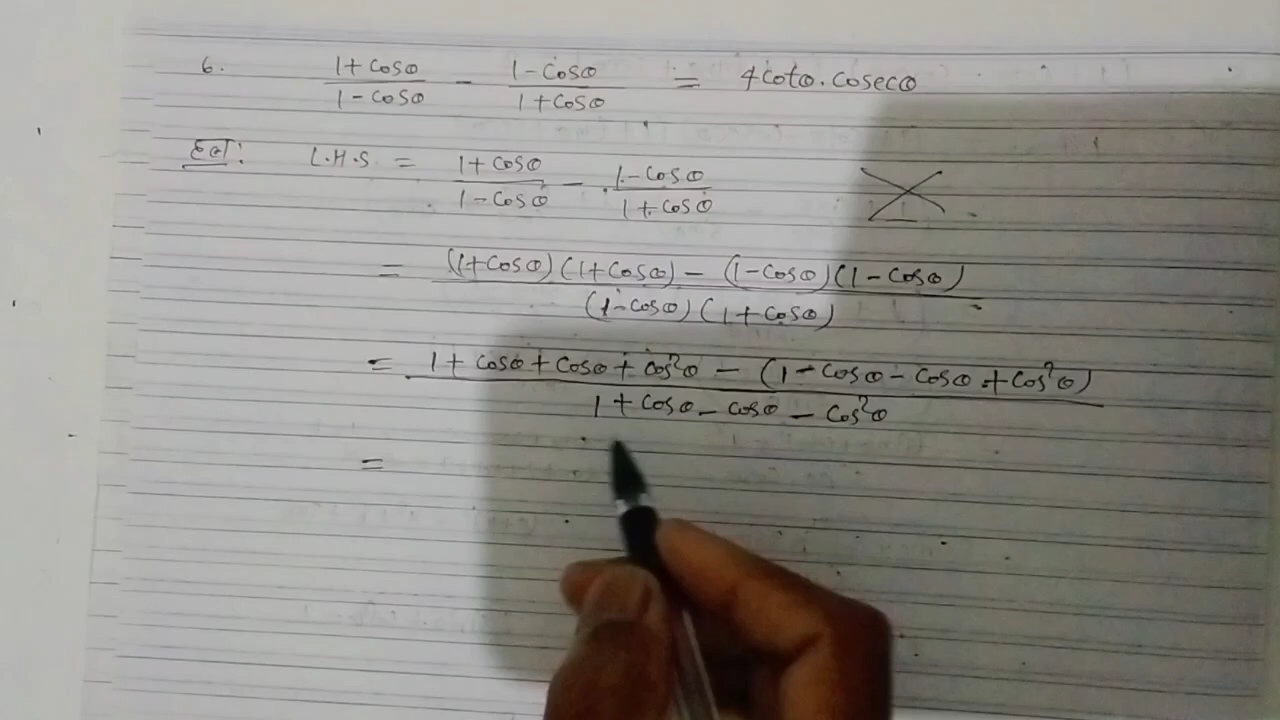 6. (1 + cosθ)/(1 - cosθ) - (1 - cosθ)/(1 + cosθ) = 4cotθ.cosecθ
L.H.S. = (1 + cosθ)/(1 - cosθ) - (1 - cosθ)/(1 + cosθ)
= ((1+cosθ)(1+cosθ) - (1-cosθ)(1-cosθ))/((1-cosθ)(1+cosθ))
= (1 + cosθ + cosθ + cos²θ - (1 - cosθ - cosθ + cos²θ))/(1 + cosθ - cosθ - cos²θ)
=